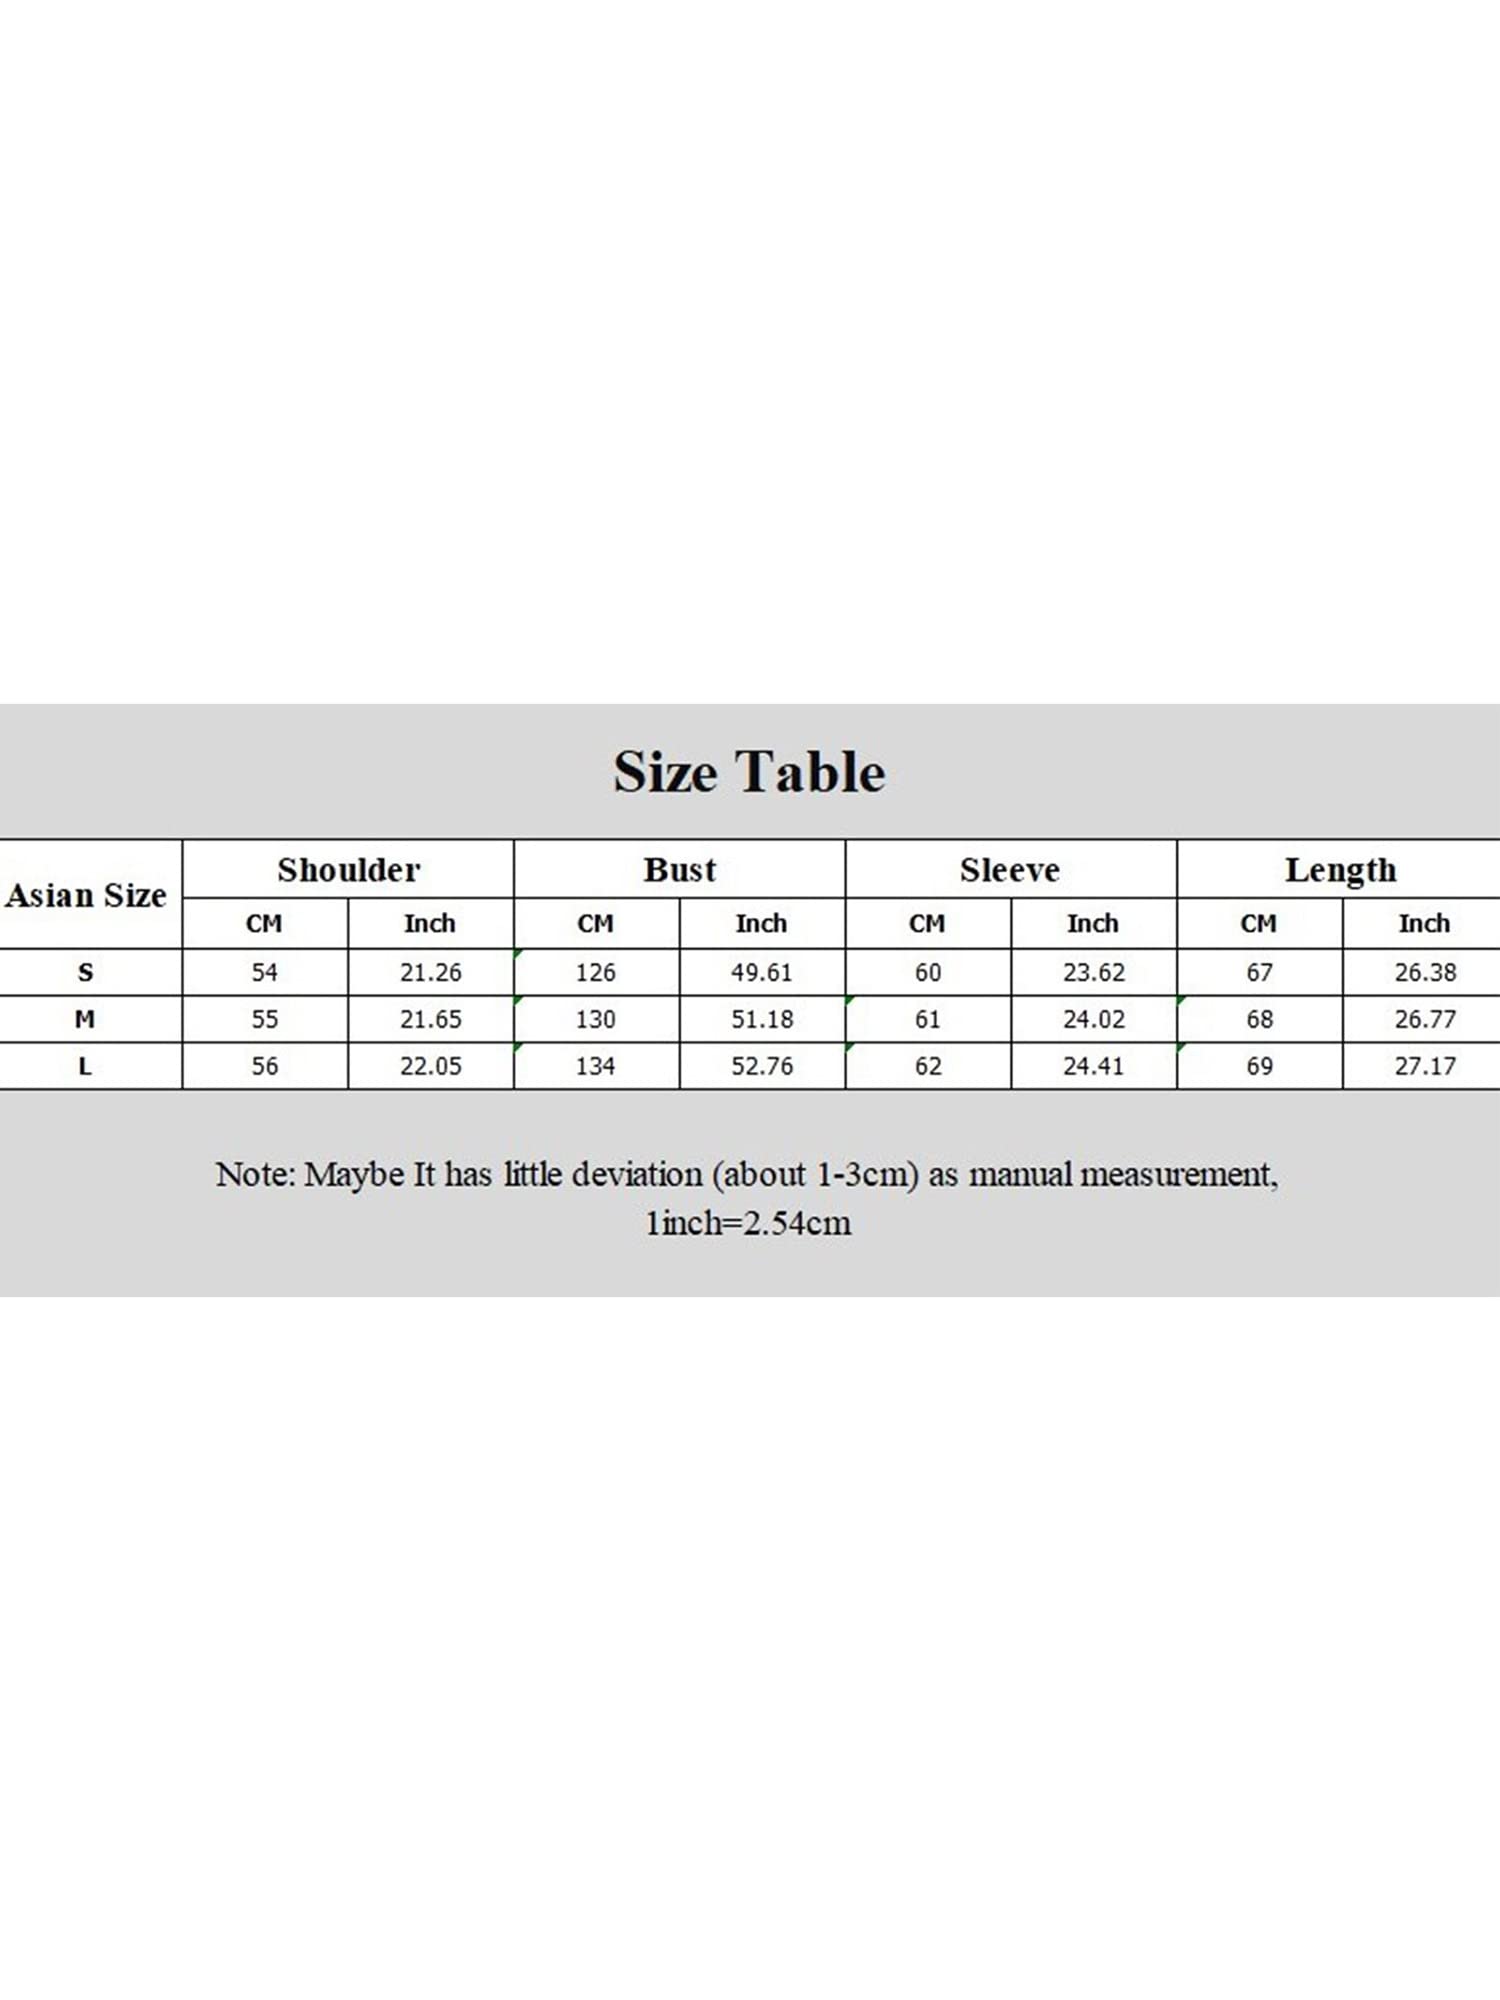 Size Table
Asian Size Shoulder Bust Sleeve Length
CM Inch CM Inch CM Inch CM Inch
S 54 21.26 126 49.61 60 23.62 67 26.38
M 55 21.65 130 51.18 61 24.02 68 26.77
L 56 22.05 134 52.76 62 24.41 69 27.17
Note: Maybe It has little deviation (about 1-3cm) as manual measurement,
1inch=2.54cm